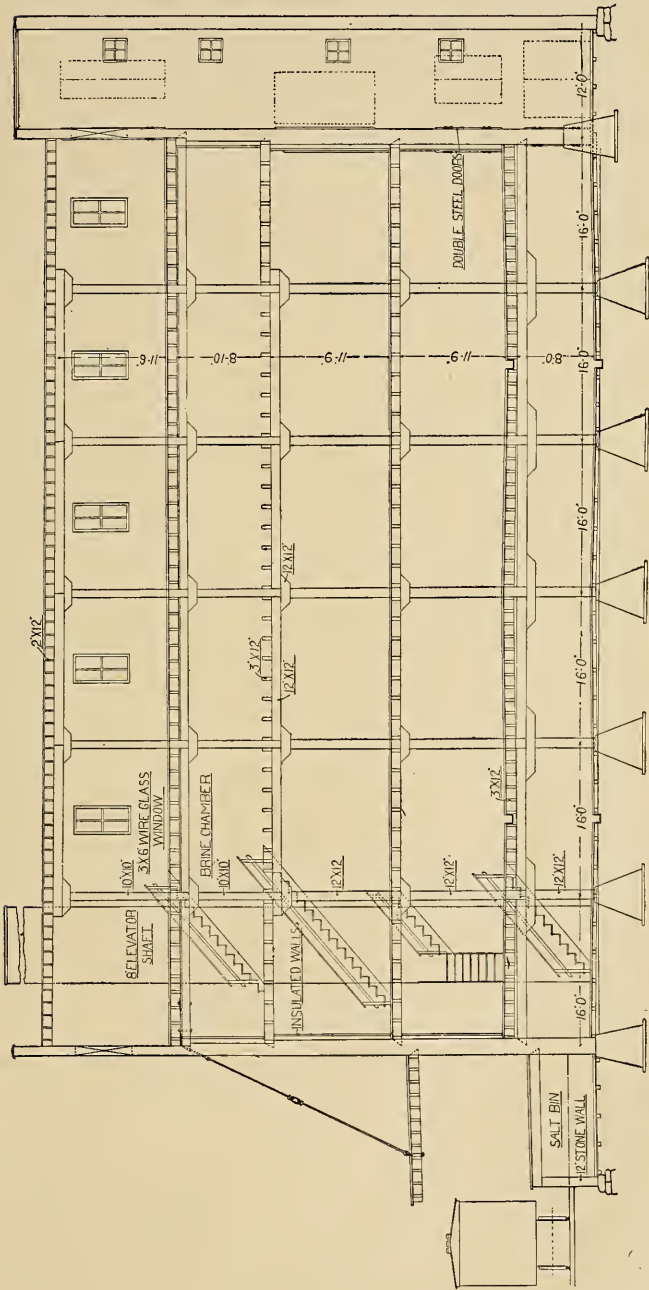 2"X12"
3X6 WIRE GLASS
WINDOW
10"X10"
8"ELEVATOR
SHAFT
BRINE CHAMBER
10"X10"
INSULATED WALLS
3"X12"
12"X12"
12"X12"
12"X12
12"X12"
3"X12"
12"X12"
11'-6"
8'-10
11'-9"
11'-9"
8'0"
DOUBLE STEEL DOORS
SALT BIN
12" STONE WALL
16'-0"
16'0"
16'-0"
16'-0"
16'-0"
16'-0"
12'-0"